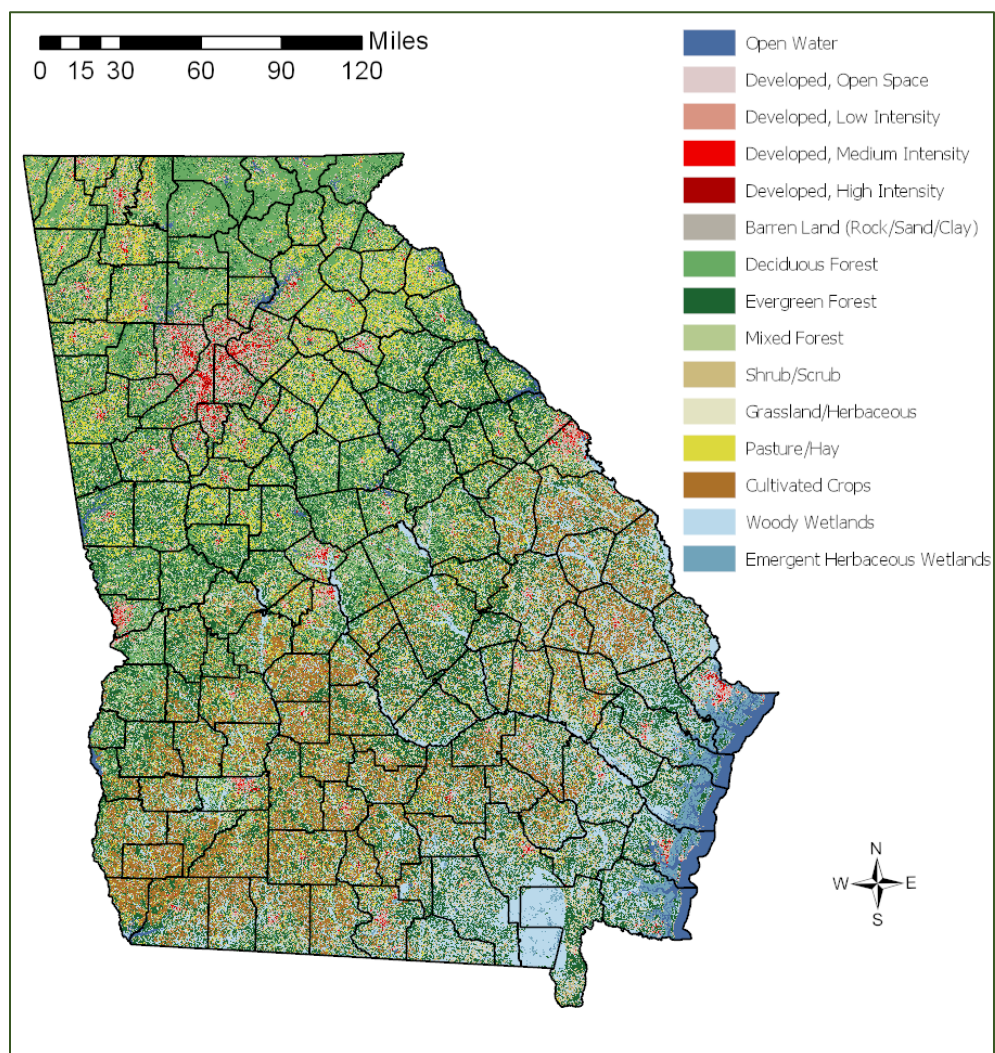 Miles
0 15 30 60 90 120
Open Water
Developed, Open Space
Developed, Low Intensity
Developed, Medium Intensity
Developed, High Intensity
Barren Land (Rock/Sand/Clay)
Deciduous Forest
Evergreen Forest
Mixed Forest
Shrub/Scrub
Grassland/Herbaceous
Pasture/Hay
Cultivated Crops
Woody Wetlands
Emergent Herbaceous Wetlands
N
W E
S